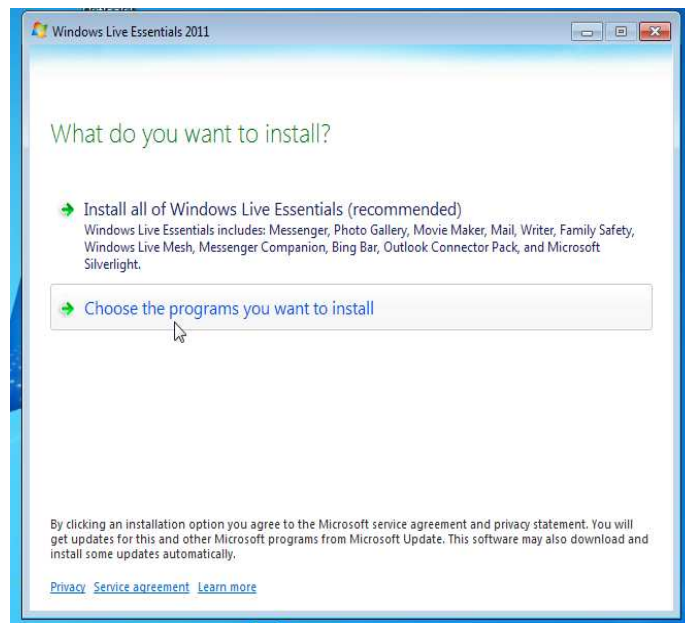 Windows Live Essentials 2011
What do you want to install?
Install all of Windows Live Essentials (recommended)
Windows Live Essentials includes: Messenger, Photo Gallery, Movie Maker, Mail, Writer, Family Safety,
Windows Live Mesh, Messenger Companion, Bing Bar, Outlook Connector Pack, and Microsoft
Silverlight.
Choose the programs you want to install
By clicking an installation option you agree to the Microsoft service agreement and privacy statement. You will
get updates for this and other Microsoft programs from Microsoft Update. This software may also download and
install some updates automatically.
Privacy Service agreement Learn more